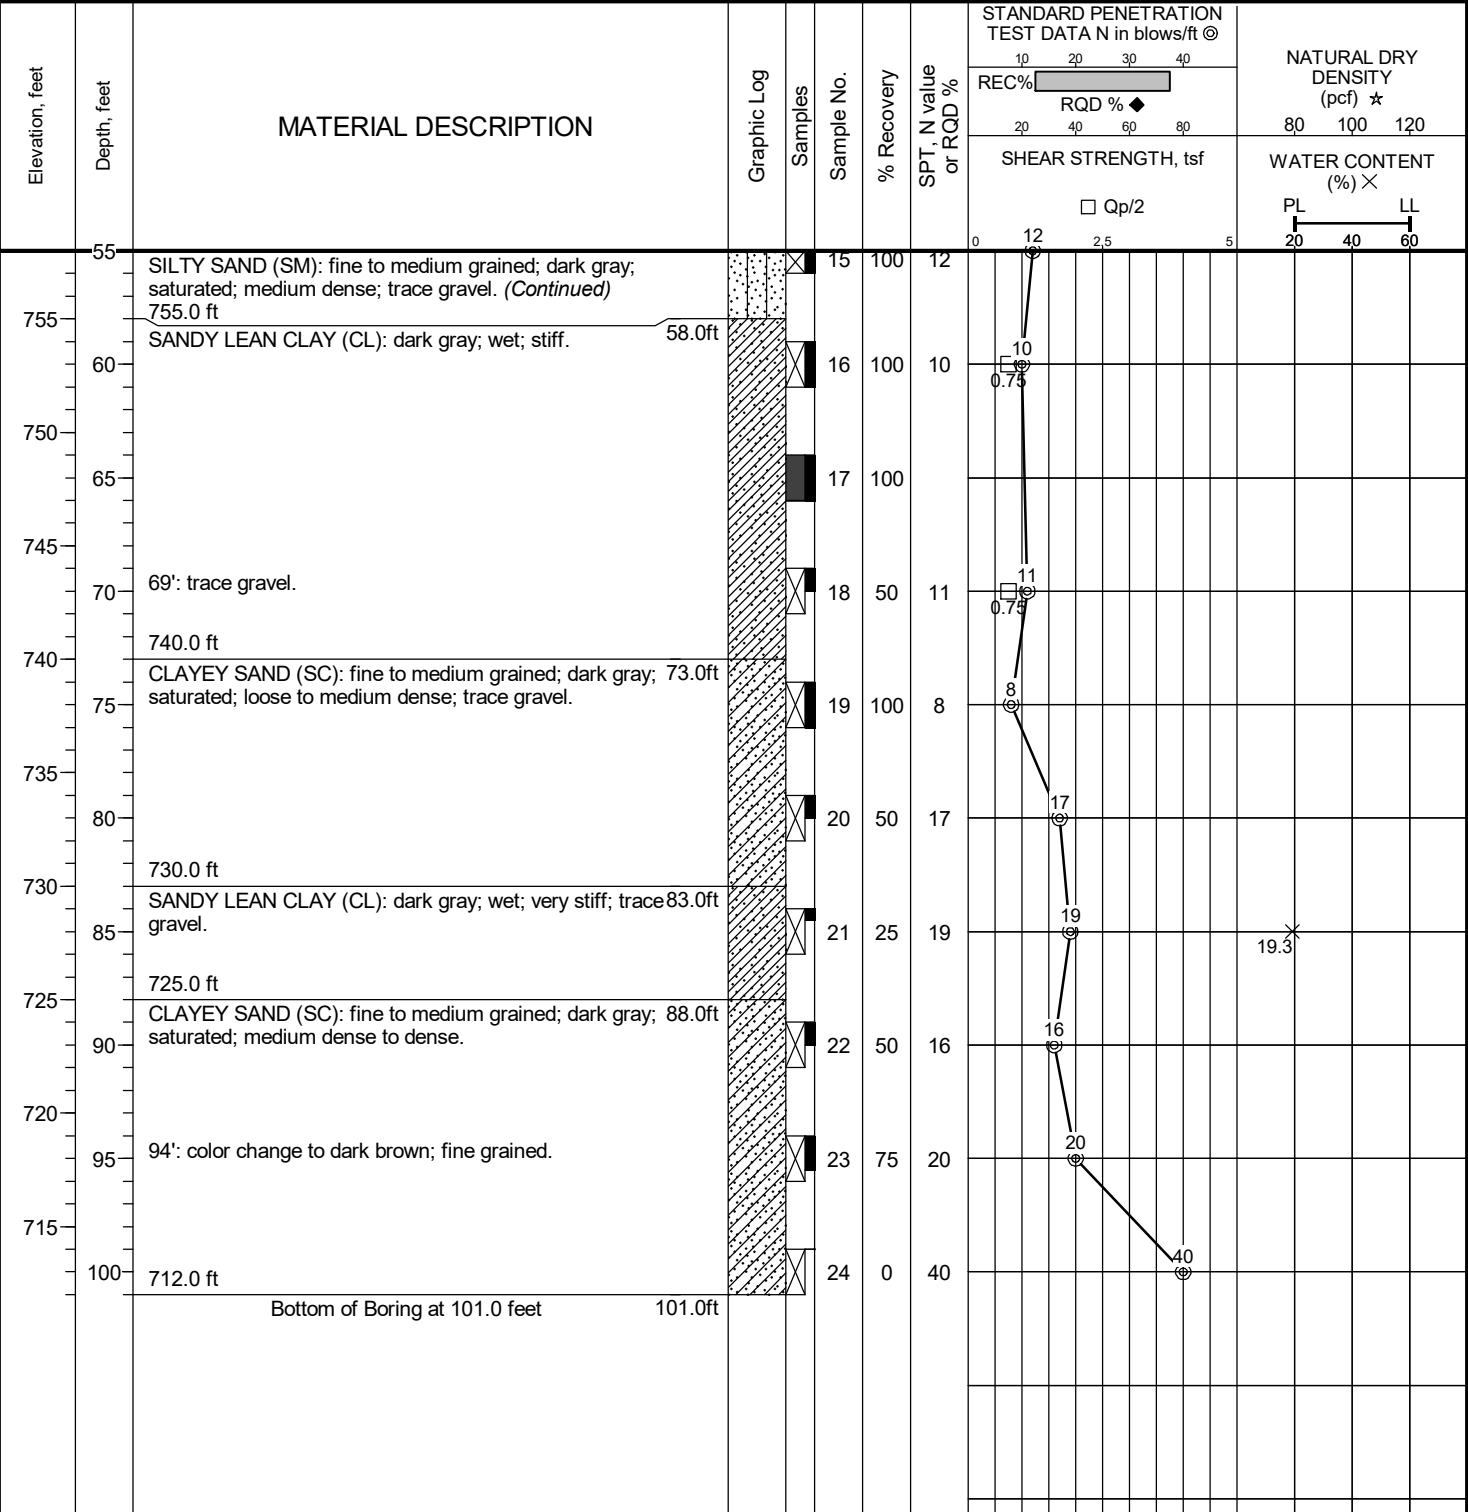 Elevation, feet
Depth, feet
MATERIAL DESCRIPTION
Graphic Log
Samples
Sample No.
% Recovery
SPT, N value
or RQD %
STANDARD PENETRATION
TEST DATA N in blows/ft
10 20 30 40
REC%
RQD %
20 40 60 80
SHEAR STRENGTH, tsf
Qp/2
0 2,5 5
NATURAL DRY
DENSITY
(pcf) ☆
80 100 120
WATER CONTENT
(%) ×
PL LL
20 40 60
55
SILTY SAND (SM): fine to medium grained; dark gray;
saturated; medium dense; trace gravel. (Continued)
15 100 12
12
755.0 ft
755
58.0ft
SANDY LEAN CLAY (CL): dark gray; wet; stiff.
60
16 100 10
10
0.75
750
65
17 100
745
69': trace gravel.
70
18 50 11
11
0.75
740.0 ft
740
CLAYEY SAND (SC): fine to medium grained; dark gray; 73.0ft
saturated; loose to medium dense; trace gravel.
75
19 100 8
8
735
80
20 50 17
17
730.0 ft
730
SANDY LEAN CLAY (CL): dark gray; wet; very stiff; trace 83.0ft
gravel.
85
21 25 19
19
19.3
725.0 ft
725
CLAYEY SAND (SC): fine to medium grained; dark gray; 88.0ft
saturated; medium dense to dense.
90
22 50 16
16
720
94': color change to dark brown; fine grained.
95
23 75 20
20
715
100
712.0 ft
24 0 40
40
Bottom of Boring at 101.0 feet 101.0ft